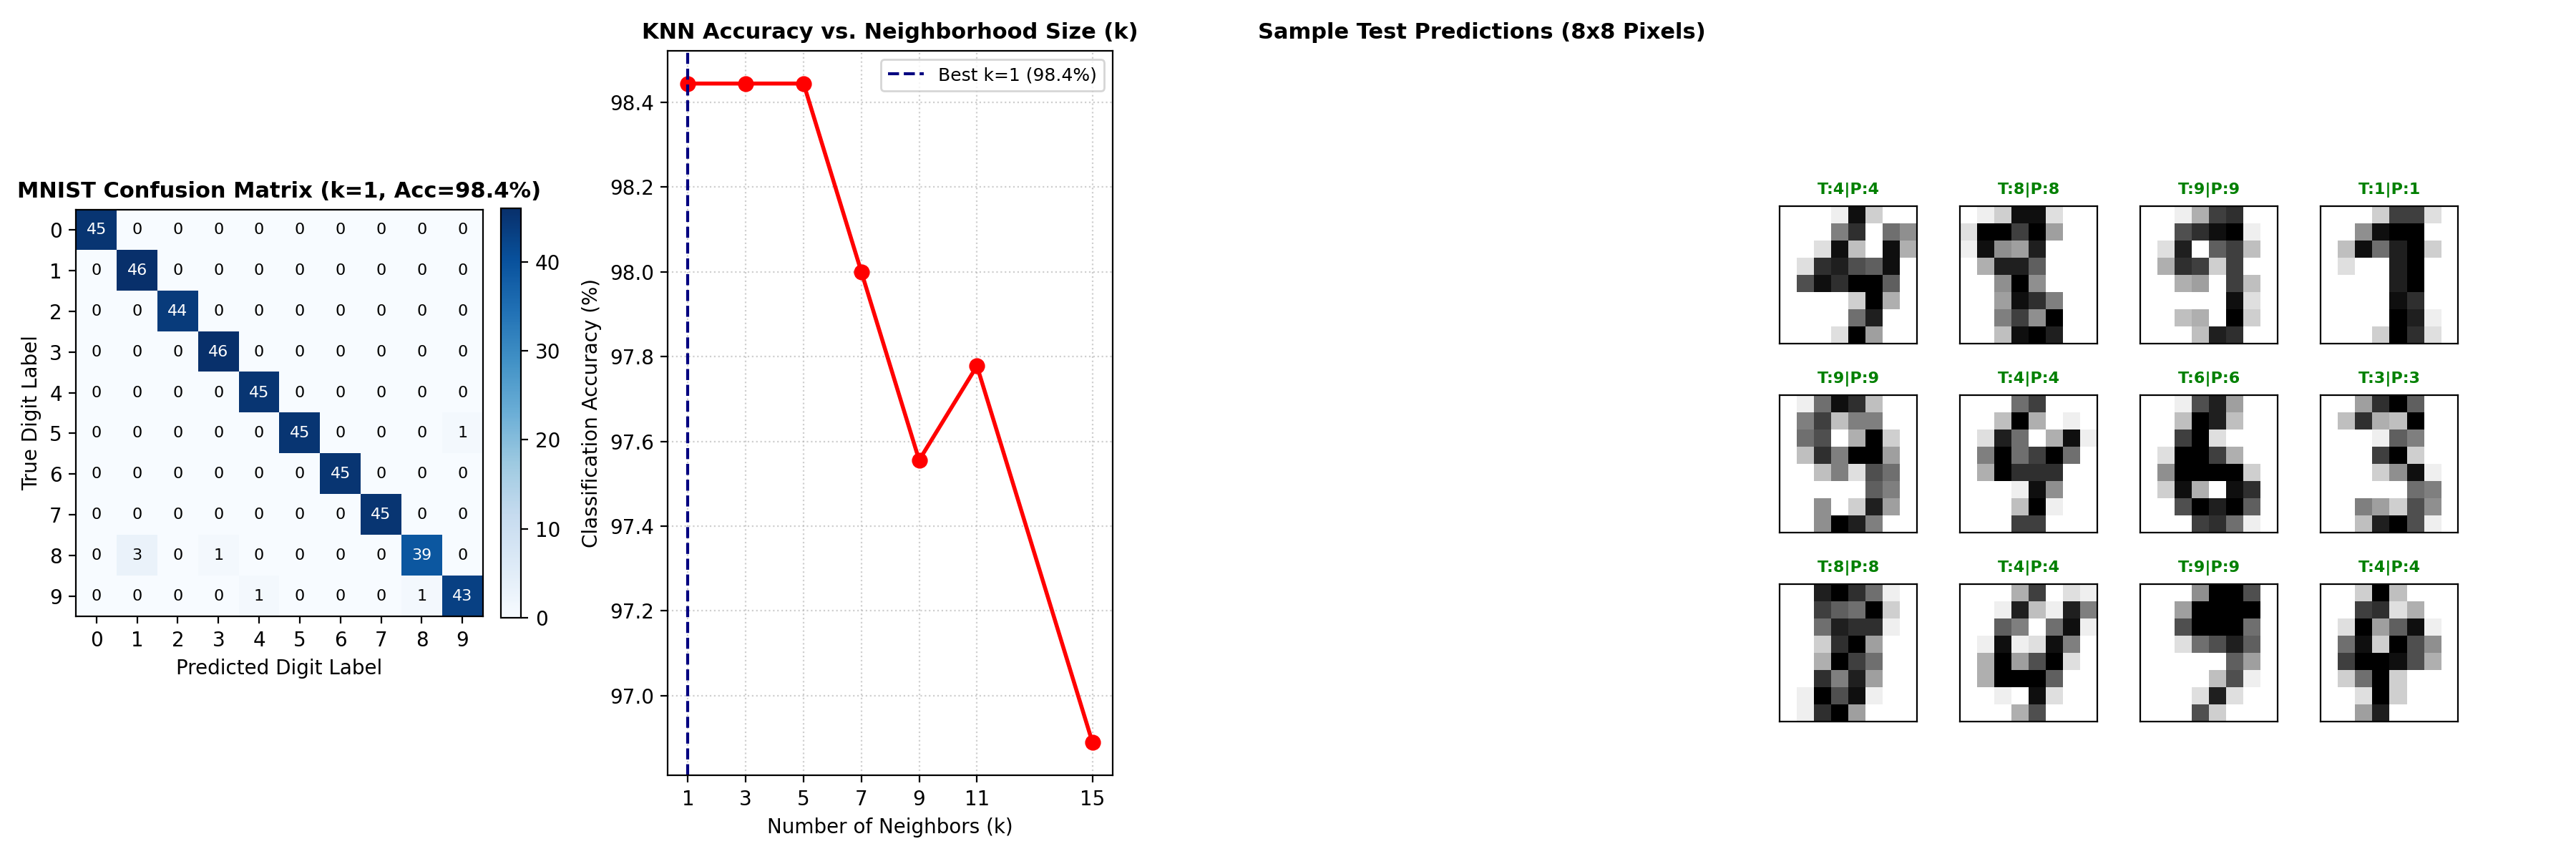 MNIST Confusion Matrix (k=1, Acc=98.4%)
True Digit Label
0 45 0 0 0 0 0 0 0 0 0
1 0 46 0 0 0 0 0 0 0 0
2 0 0 44 0 0 0 0 0 0 0
3 0 0 0 46 0 0 0 0 0 0
4 0 0 0 0 45 0 0 0 0 0
5 0 0 0 0 0 45 0 0 0 1
6 0 0 0 0 0 0 45 0 0 0
7 0 0 0 0 0 0 0 45 0 0
8 0 3 0 1 0 0 0 0 39 0
9 0 0 0 0 1 0 0 0 1 43
0 1 2 3 4 5 6 7 8 9
Predicted Digit Label
40
30
20
10
0
KNN Accuracy vs. Neighborhood Size (k)
Best k=1 (98.4%)
Classification Accuracy (%)
98.4
98.2
98.0
97.8
97.6
97.4
97.2
97.0
1 3 5 7 9 11 15
Number of Neighbors (k)
Sample Test Predictions (8x8 Pixels)
T:4|P:4 T:8|P:8 T:9|P:9 T:1|P:1
T:9|P:9 T:4|P:4 T:6|P:6 T:3|P:3
T:8|P:8 T:4|P:4 T:9|P:9 T:4|P:4